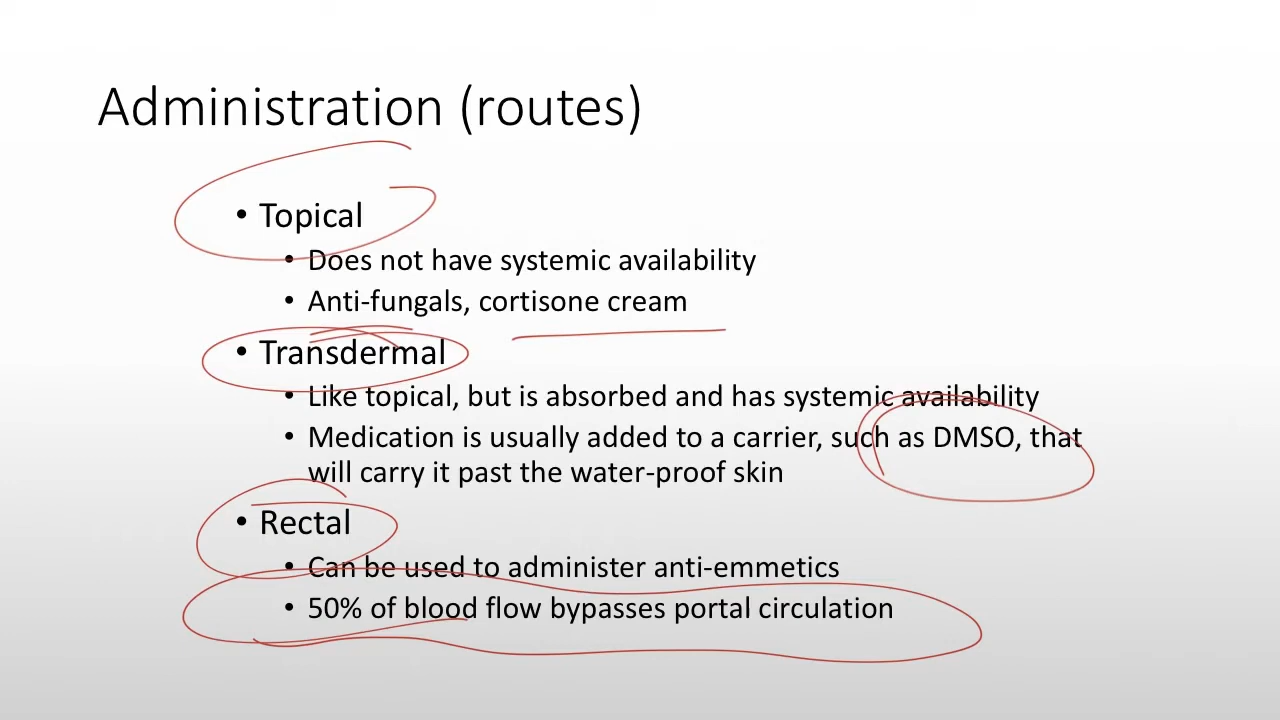 Administration (routes)
• Topical
• Does not have systemic availability
• Anti-fungals, cortisone cream
• Transdermal
• Like topical, but is absorbed and has systemic availability
• Medication is usually added to a carrier, such as DMSO, that
will carry it past the water-proof skin
• Rectal
• Can be used to administer anti-emmetics
• 50% of blood flow bypasses portal circulation